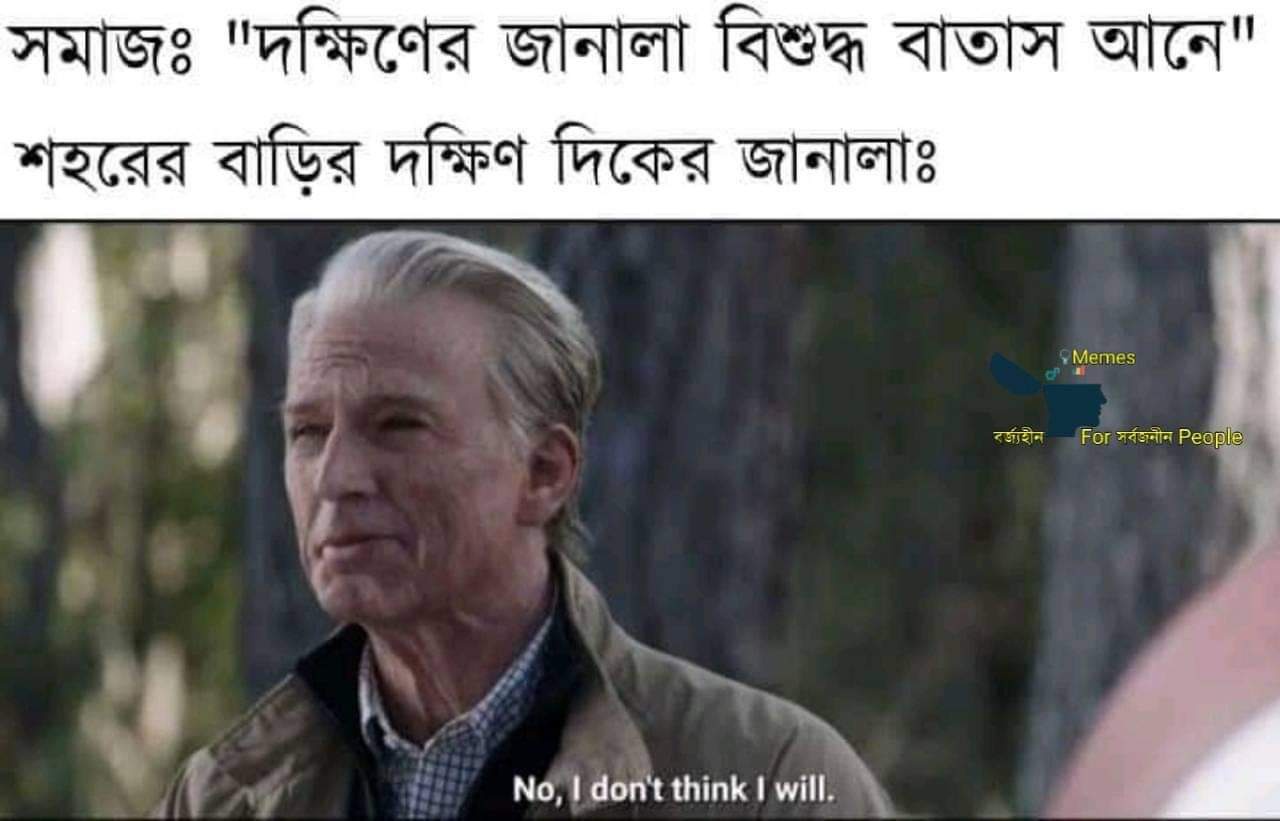 সমাজঃ "দক্ষিণের জানালা বিশুদ্ধ বাতাস আনে"
শহরের বাড়ির দক্ষিণ দিকের জানালাঃ
Memes
বর্জ্যহীন For সর্বজনীন People
No, I don't think I will.